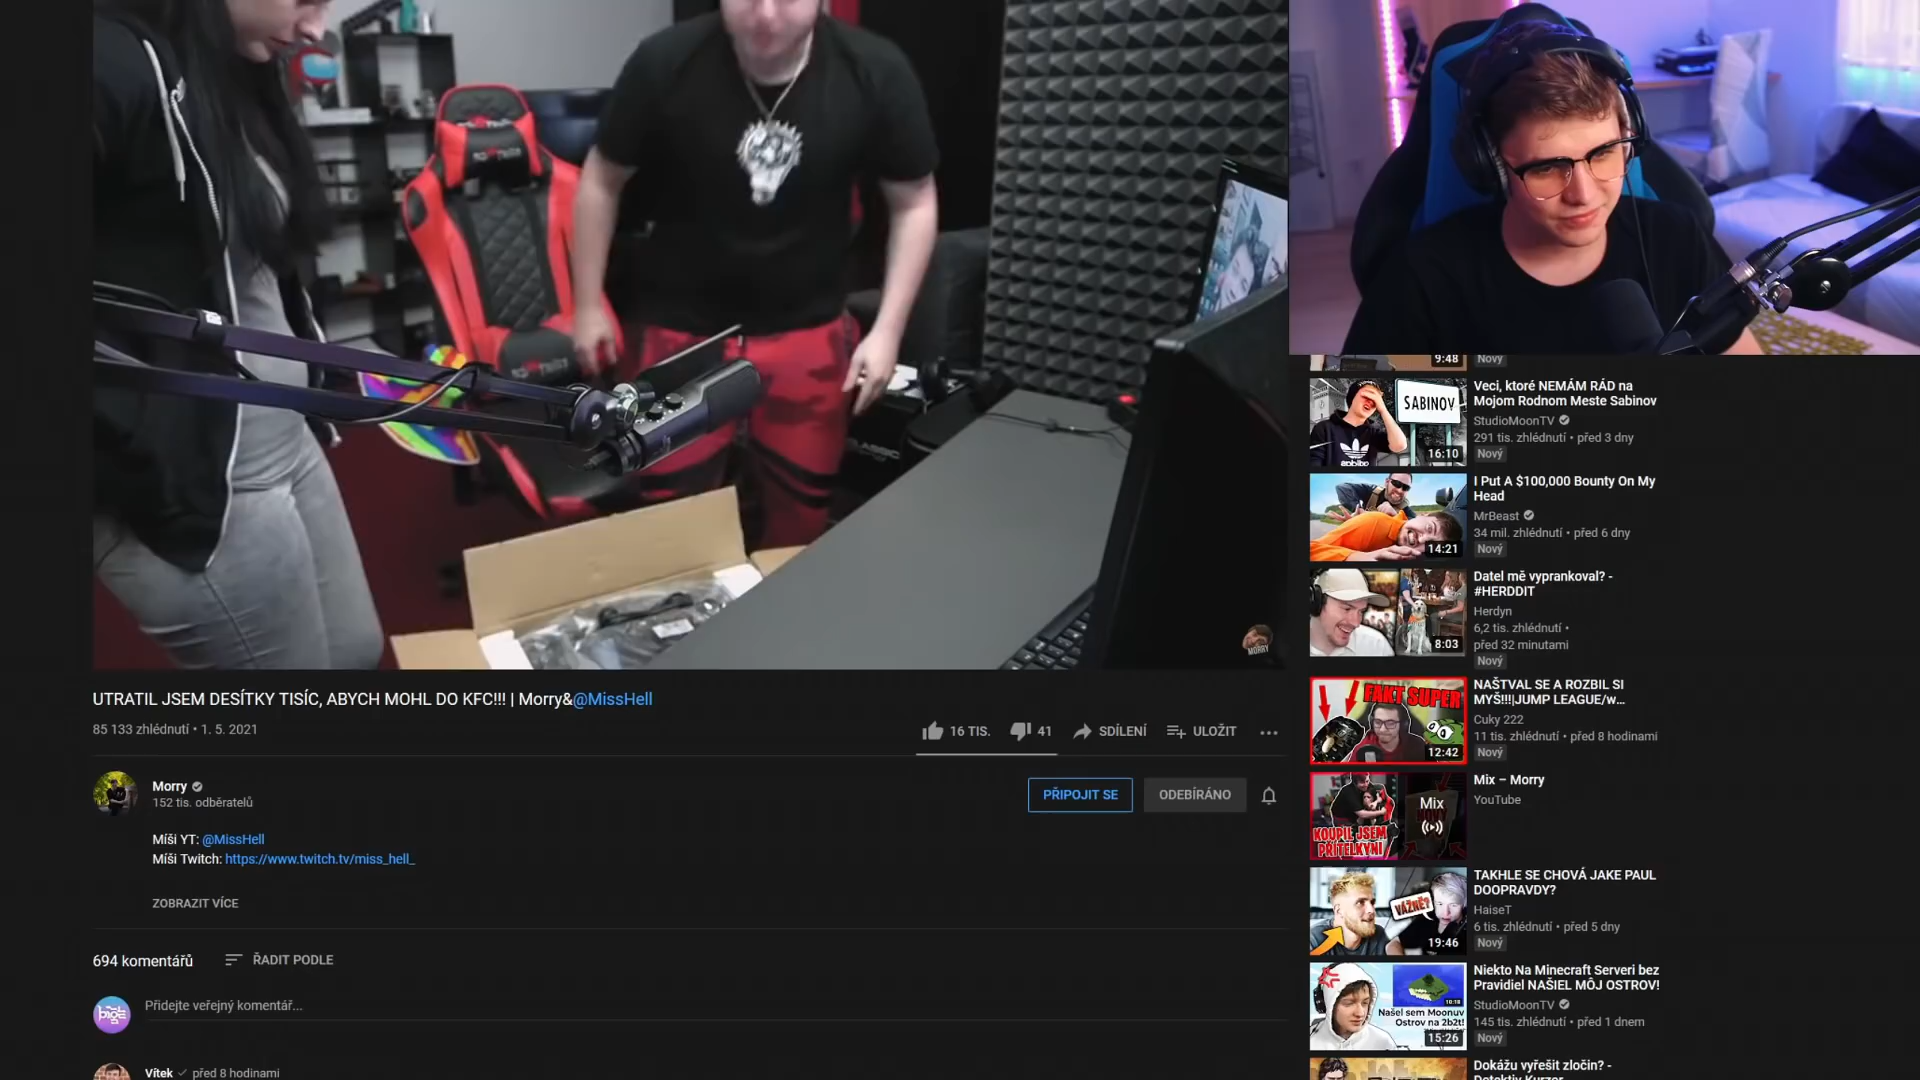 MORRY
UTRATIL JSEM DESÍTKY TISÍC, ABYCH MOHL DO KFC!!! | Morry&@MissHell
85 133 zhlédnutí • 1. 5. 2021
16 TIS.
41
SDÍLENÍ
ULOŽIT
Morry
152 tis. odběratelů
PŘIPOJIT SE
ODEBÍRÁNO
Míši YT: @MissHell
Míši Twitch: https://www.twitch.tv/miss_hell_
ZOBRAZIT VÍCE
694 komentářů
ŘADIT PODLE
Přidejte veřejný komentář...
Vítek
před 8 hodinami
9:48
Nový
SABINOV
adidas
16:10
Veci, ktoré NEMÁM RÁD na
Mojom Rodnom Meste Sabinov
StudioMoonTV
291 tis. zhlédnutí • před 3 dny
Nový
14:21
I Put A $100,000 Bounty On My
Head
MrBeast
34 mil. zhlédnutí • před 6 dny
Nový
8:03
Datel mě vyprankoval? -
#HERDDIT
Herdyn
6,2 tis. zhlédnutí •
před 32 minutami
Nový
FAKT SUPER
12:42
NAŠTVAL SE A ROZBIL SI
MYŠ!!!|JUMP LEAGUE/w...
Cuky 222
11 tis. zhlédnutí • před 8 hodinami
Nový
KOUPIL JSEM
PŘÍTELKYNI
Mix
Mix – Morry
YouTube
VÁŽNĚ?
19:46
TAKHLE SE CHOVÁ JAKE PAUL
DOOPRAVDY?
HaiseT
6 tis. zhlédnutí • před 5 dny
Nový
10:18
Našel sem Moonuv
Ostrov na 2b2t!
15:26
Niekto Na Minecraft Serveri bez
Pravidiel NAŠIEL MÔJ OSTROV!
StudioMoonTV
145 tis. zhlédnutí • před 1 dnem
Nový
Dokážu vyřešit zločin? -
Detektiv Kurzor